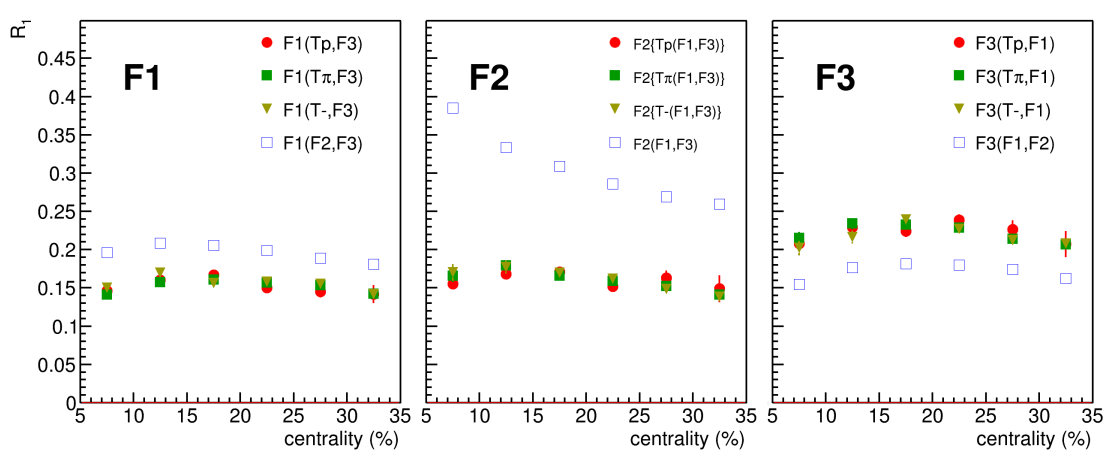 R₁
0.45
0.4
0.35
0.3
0.25
0.2
0.15
0.1
0.05
0
F1
F1(Tp,F3)
F1(Tπ,F3)
F1(T-,F3)
F1(F2,F3)
5 10 15 20 25 30 35
centrality (%)
F2
F2{Tp(F1,F3)}
F2{Tπ(F1,F3)}
F2{T-(F1,F3)}
F2(F1,F3)
5 10 15 20 25 30 35
centrality (%)
F3
F3(Tp,F1)
F3(Tπ,F1)
F3(T-,F1)
F3(F1,F2)
5 10 15 20 25 30 35
centrality (%)